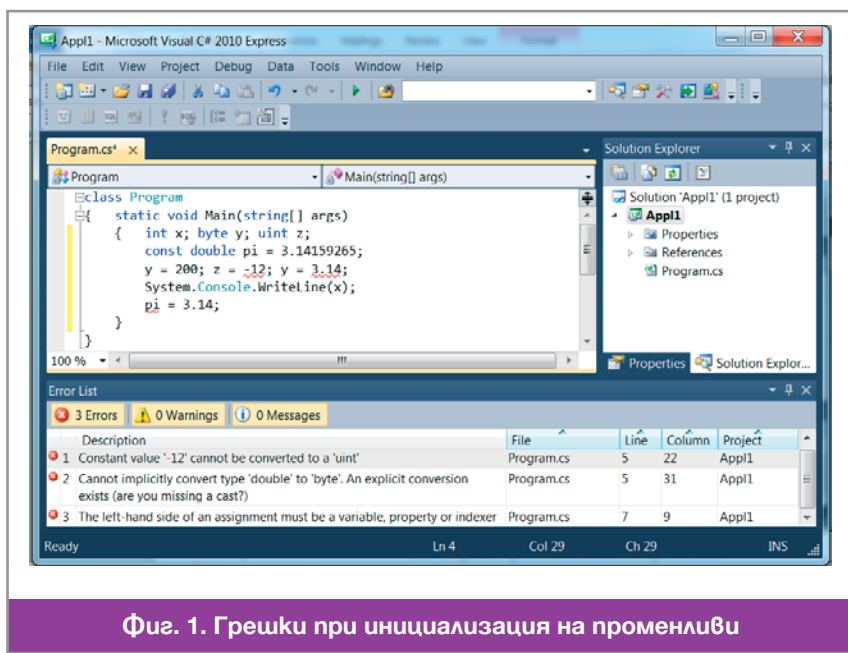 Appl1 - Microsoft Visual C# 2010 Express
File Edit View Project Debug Data Tools Window Help
Program.cs*
Program
Main(string[] args)
class Program
{ static void Main(string[] args)
{ int x; byte y; uint z;
const double pi = 3.14159265;
y = 200; z = -12; y = 3.14;
System.Console.WriteLine(x);
pi = 3.14;
}
}
100 %
Solution Explorer
Solution 'Appl1' (1 project)
Appl1
Properties
References
Program.cs
Properties Solution Explor...
Error List
3 Errors 0 Warnings 0 Messages
Description File Line Column Project
1 Constant value '-12' cannot be converted to a 'uint' Program.cs 5 22 Appl1
2 Cannot implicitly convert type 'double' to 'byte'. An explicit conversion Program.cs 5 31 Appl1
exists (are you missing a cast?)
3 The left-hand side of an assignment must be a variable, property or indexer Program.cs 7 9 Appl1
Ready Ln 4 Col 29 Ch 29 INS
Фиг. 1. Грешки при инициализация на променливи